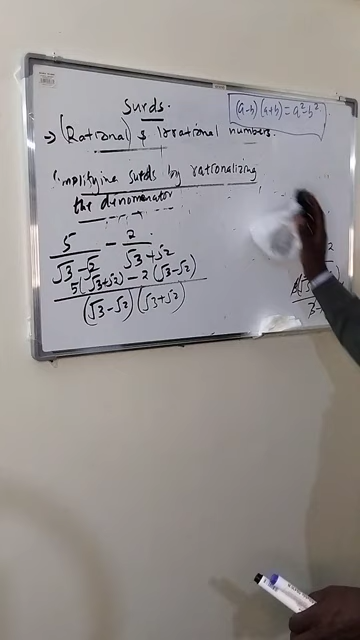 Surds.
(a-b)(a+b) = a²-b²
(Rational) & Irrational numbers.
Simplifying surds by rationalizing
the denomenator
5/(√3-√2) - 2/(√3+√2)
5(√3+√2) - 2(√3-√2)
(√3-√2)(√3+√2)